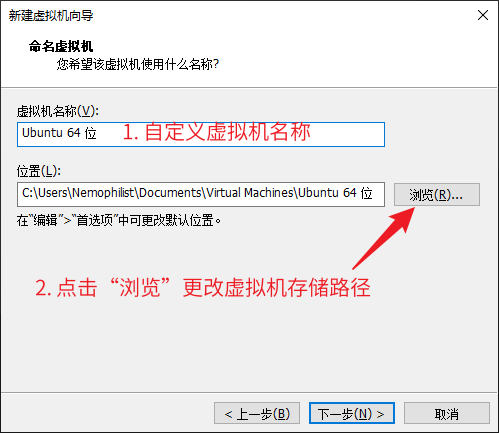 新建虚拟机向导
命名虚拟机
您希望该虚拟机使用什么名称?
虚拟机名称(V):
Ubuntu 64 位
1. 自定义虚拟机名称
位置(L):
C:\Users\Nemophilist\Documents\Virtual Machines\Ubuntu 64 位
浏览(R)...
在“编辑”>“首选项”中可更改默认位置。
2. 点击“浏览”更改虚拟机存储路径
< 上一步(B)
下一步(N) >
取消